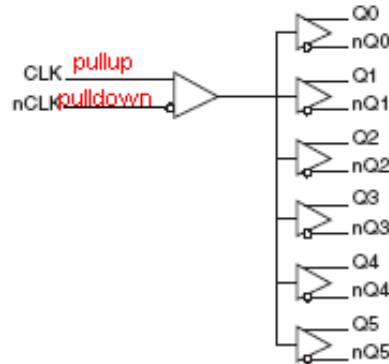 Q0
nQ0
pullup
CLK
nCLK
pulldown
Q1
nQ1
Q2
nQ2
Q3
nQ3
Q4
nQ4
Q5
nQ5